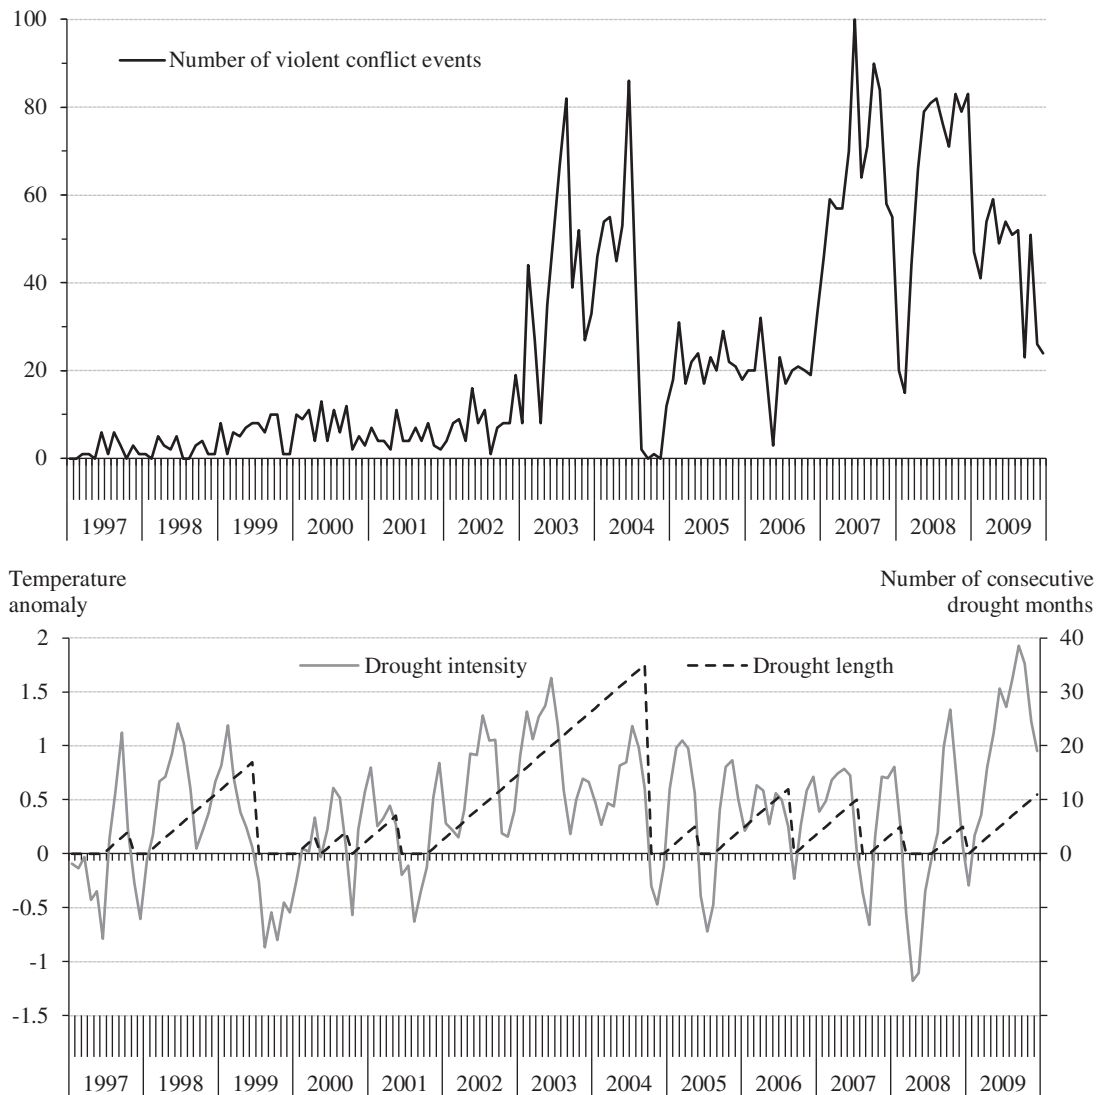 100
Number of violent conflict events
80
60
40
20
0
1997 1998 1999 2000 2001 2002 2003 2004 2005 2006 2007 2008 2009
Temperature
anomaly
Number of consecutive
drought months
2 40
Drought intensity Drought length
1.5 30
1 20
0.5 10
0 0
-0.5
-1
-1.5
1997 1998 1999 2000 2001 2002 2003 2004 2005 2006 2007 2008 2009